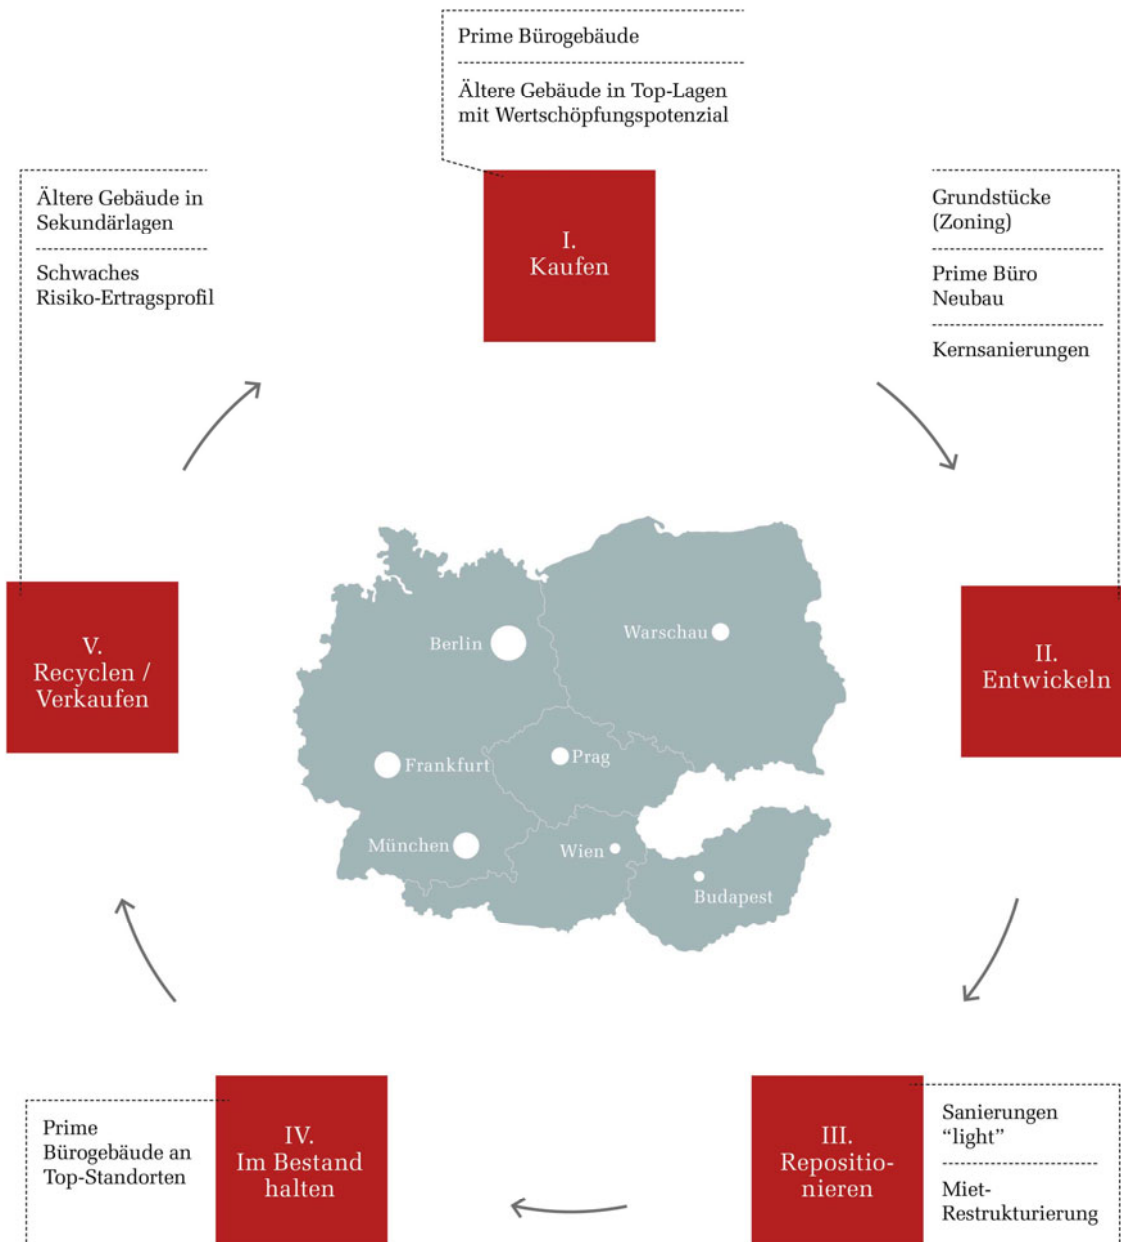 Prime Bürogebäude
Ältere Gebäude in Top-Lagen
mit Wertschöpfungspotenzial
I.
Kaufen
Grundstücke
(Zoning)
Prime Büro
Neubau
Kernsanierungen
II.
Entwickeln
Sanierungen
“light”
Miet-
Restrukturierung
III.
Repositio-
nieren
Prime
Bürogebäude an
Top-Standorten
IV.
Im Bestand
halten
Ältere Gebäude in
Sekundärlagen
Schwaches
Risiko-Ertragsprofil
V.
Recyclen /
Verkaufen
Berlin
Warschau
Frankfurt
Prag
München
Wien
Budapest